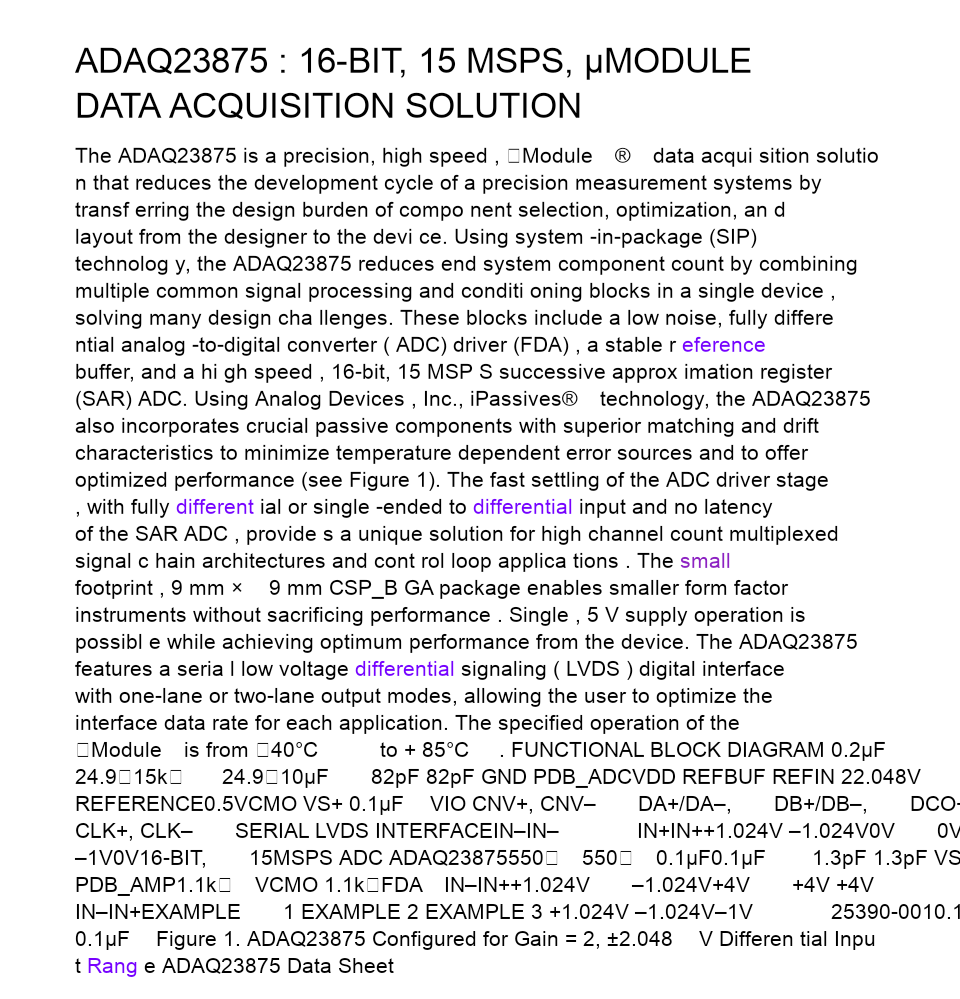 ADAQ23875 : 16-BIT, 15 MSPS, µMODULE
DATA ACQUISITION SOLUTION
The ADAQ23875 is a precision, high speed , □Module ® data acqui sition solutio
n that reduces the development cycle of a precision measurement systems by
transf erring the design burden of compo nent selection, optimization, an d
layout from the designer to the devi ce. Using system -in-package (SIP)
technolog y, the ADAQ23875 reduces end system component count by combining
multiple common signal processing and conditi oning blocks in a single device ,
solving many design cha llenges. These blocks include a low noise, fully differe
ntial analog -to-digital converter ( ADC) driver (FDA) , a stable r eference
buffer, and a hi gh speed , 16-bit, 15 MSP S successive approx imation register
(SAR) ADC. Using Analog Devices , Inc., iPassives® technology, the ADAQ23875
also incorporates crucial passive components with superior matching and drift
characteristics to minimize temperature dependent error sources and to offer
optimized performance (see Figure 1). The fast settling of the ADC driver stage
, with fully different ial or single -ended to differential input and no latency
of the SAR ADC , provide s a unique solution for high channel count multiplexed
signal c hain architectures and cont rol loop applica tions . The small
footprint , 9 mm × 9 mm CSP_B GA package enables smaller form factor
instruments without sacrificing performance . Single , 5 V supply operation is
possibl e while achieving optimum performance from the device. The ADAQ23875
features a seria l low voltage differential signaling ( LVDS ) digital interface
with one-lane or two-lane output modes, allowing the user to optimize the
interface data rate for each application. The specified operation of the
□Module is from □40°C to + 85°C . FUNCTIONAL BLOCK DIAGRAM 0.2µF
24.9□15k□ 24.9□10µF 82pF 82pF GND PDB_ADCVDD REFBUF REFIN 22.048V
REFERENCE0.5VCMO VS+ 0.1µF VIO CNV+, CNV– DA+/DA–, DB+/DB–, DCO+
CLK+, CLK– SERIAL LVDS INTERFACEIN–IN– IN+IN++1.024V –1.024V0V 0V
–1V0V16-BIT, 15MSPS ADC ADAQ23875550□ 550□ 0.1µF0.1µF 1.3pF 1.3pF VS
PDB_AMP1.1k□ VCMO 1.1k□FDA IN–IN++1.024V –1.024V+4V +4V +4V
IN–IN+EXAMPLE 1 EXAMPLE 2 EXAMPLE 3 +1.024V –1.024V–1V 25390-0010.1
0.1µF Figure 1. ADAQ23875 Configured for Gain = 2, ±2.048 V Differen tial Inpu
t Rang e ADAQ23875 Data Sheet